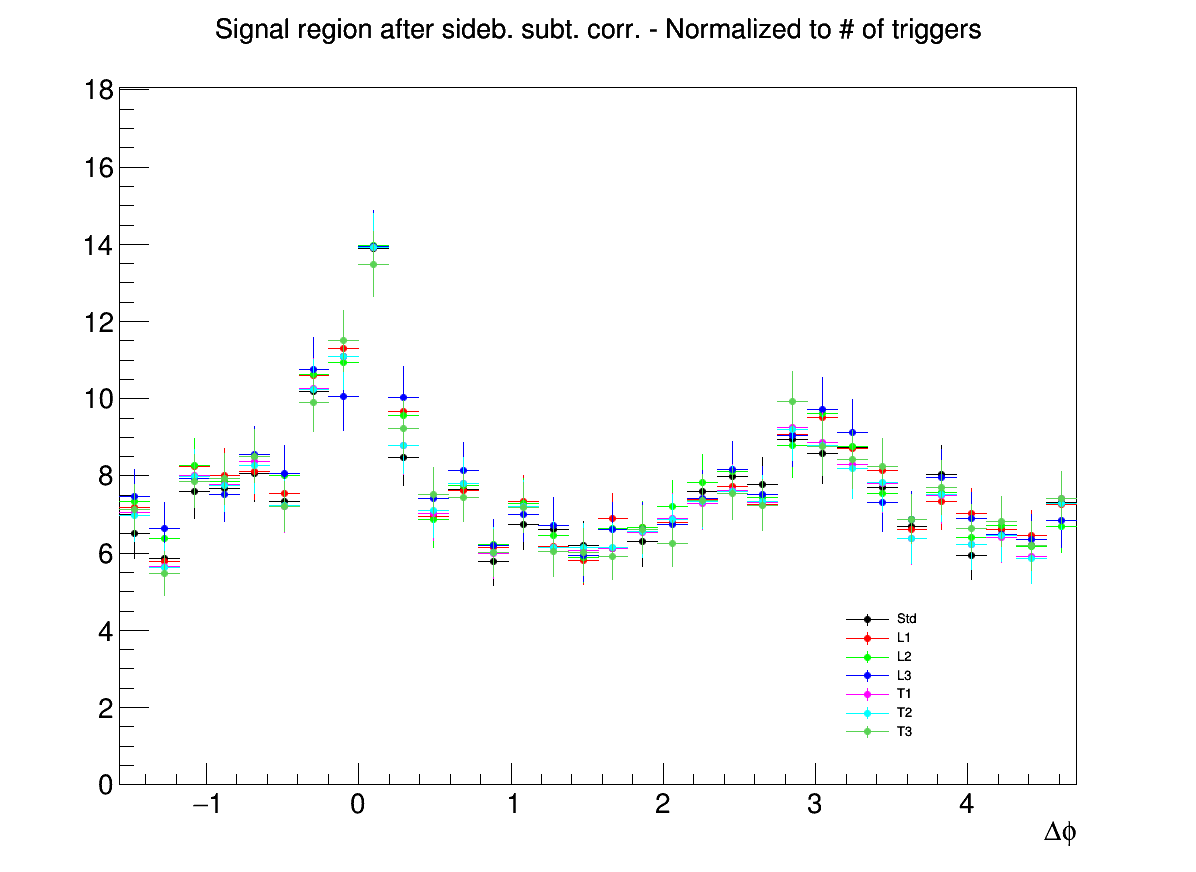 Signal region after sideb. subt. corr. - Normalized to # of triggers
18
16
14
12
10
8
6
4
2
0
−1 0 1 2 3 4
Δϕ
Std
L1
L2
L3
T1
T2
T3